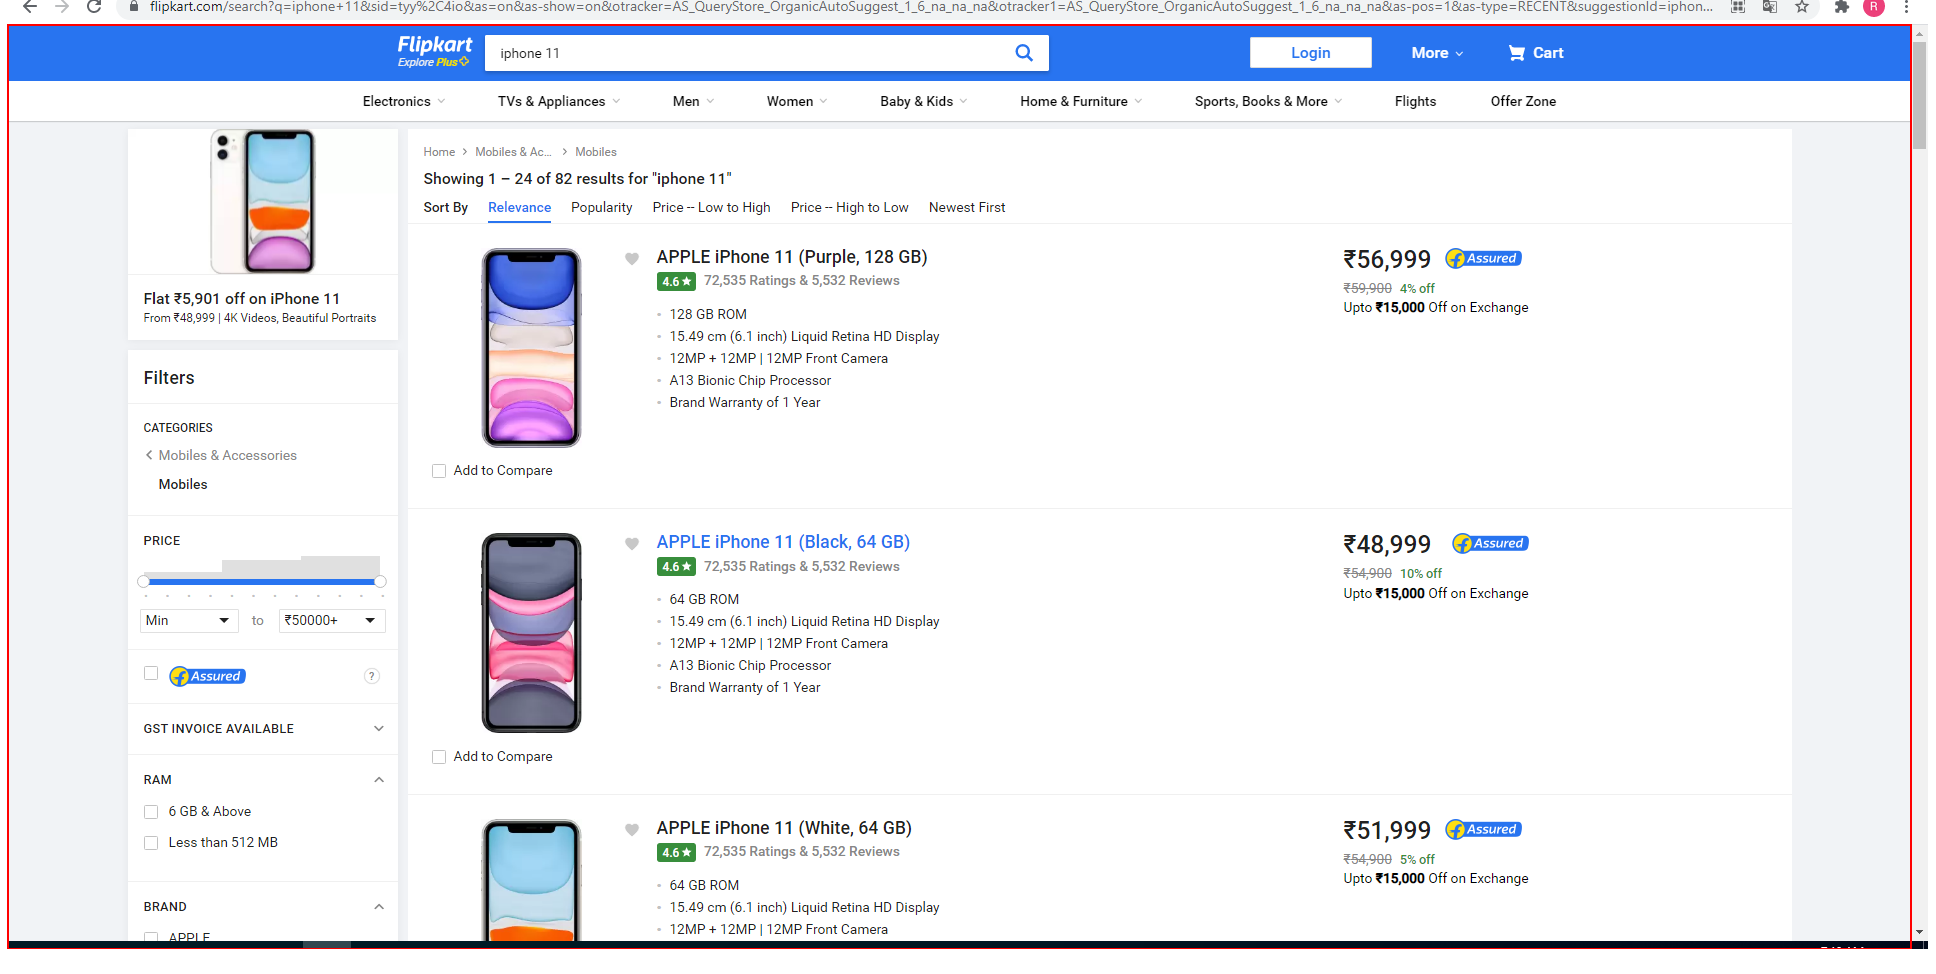 flipkart.com/search?q=iphone+11&sid=tyy%2C4io&as=on&as-show=on&otracker=AS_QueryStore_OrganicAutoSuggest_1_6_na_na_na&otracker1=AS_QueryStore_OrganicAutoSuggest_1_6_na_na_na&as-pos=1&as-type=RECENT&suggestionId=iphon...
R
Flipkart
Explore Plus
iphone 11
Login
More
Cart
Electronics
TVs & Appliances
Men
Women
Baby & Kids
Home & Furniture
Sports, Books & More
Flights
Offer Zone
Flat ₹5,901 off on iPhone 11
From ₹48,999 | 4K Videos, Beautiful Portraits
Filters
CATEGORIES
Mobiles & Accessories
Mobiles
PRICE
Min
to
₹50000+
Assured
?
GST INVOICE AVAILABLE
RAM
6 GB & Above
Less than 512 MB
BRAND
APPLE
Home
Mobiles & Ac...
Mobiles
Showing 1 – 24 of 82 results for "iphone 11"
Sort By
Relevance
Popularity
Price -- Low to High
Price -- High to Low
Newest First
APPLE iPhone 11 (Purple, 128 GB)
4.6★ 72,535 Ratings & 5,532 Reviews
128 GB ROM
15.49 cm (6.1 inch) Liquid Retina HD Display
12MP + 12MP | 12MP Front Camera
A13 Bionic Chip Processor
Brand Warranty of 1 Year
₹56,999
Assured
₹59,900 4% off
Upto ₹15,000 Off on Exchange
Add to Compare
APPLE iPhone 11 (Black, 64 GB)
4.6★ 72,535 Ratings & 5,532 Reviews
64 GB ROM
15.49 cm (6.1 inch) Liquid Retina HD Display
12MP + 12MP | 12MP Front Camera
A13 Bionic Chip Processor
Brand Warranty of 1 Year
₹48,999
Assured
₹54,900 10% off
Upto ₹15,000 Off on Exchange
Add to Compare
APPLE iPhone 11 (White, 64 GB)
4.6★ 72,535 Ratings & 5,532 Reviews
64 GB ROM
15.49 cm (6.1 inch) Liquid Retina HD Display
12MP + 12MP | 12MP Front Camera
₹51,999
Assured
₹54,900 5% off
Upto ₹15,000 Off on Exchange